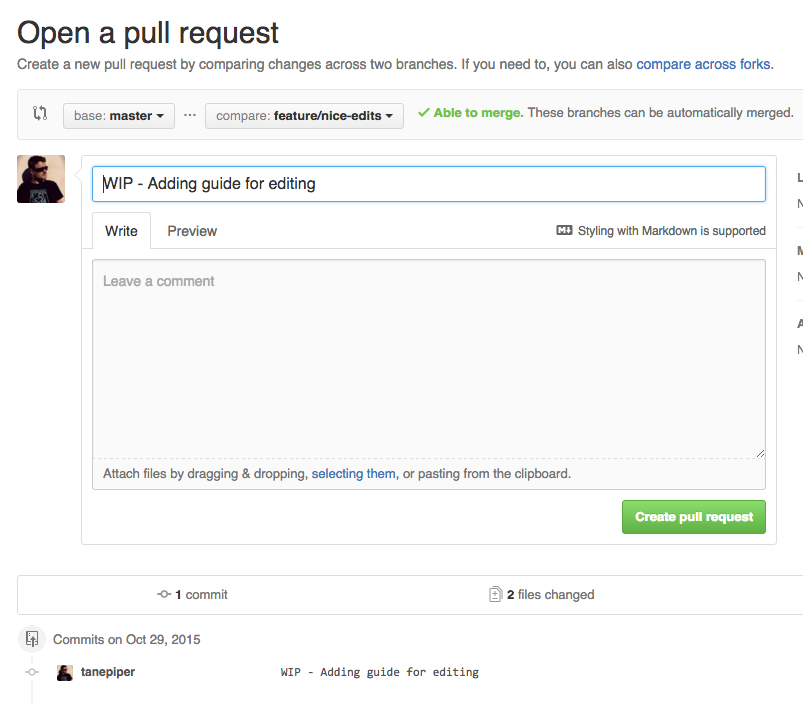 Open a pull request
Create a new pull request by comparing changes across two branches. If you need to, you can also compare across forks.
base: master ... compare: feature/nice-edits ✓ Able to merge. These branches can be automatically merged.
WIP - Adding guide for editing
Write Preview Styling with Markdown is supported
Leave a comment
Attach files by dragging & dropping, selecting them, or pasting from the clipboard.
Create pull request
1 commit 2 files changed
Commits on Oct 29, 2015
tanepiper WIP - Adding guide for editing